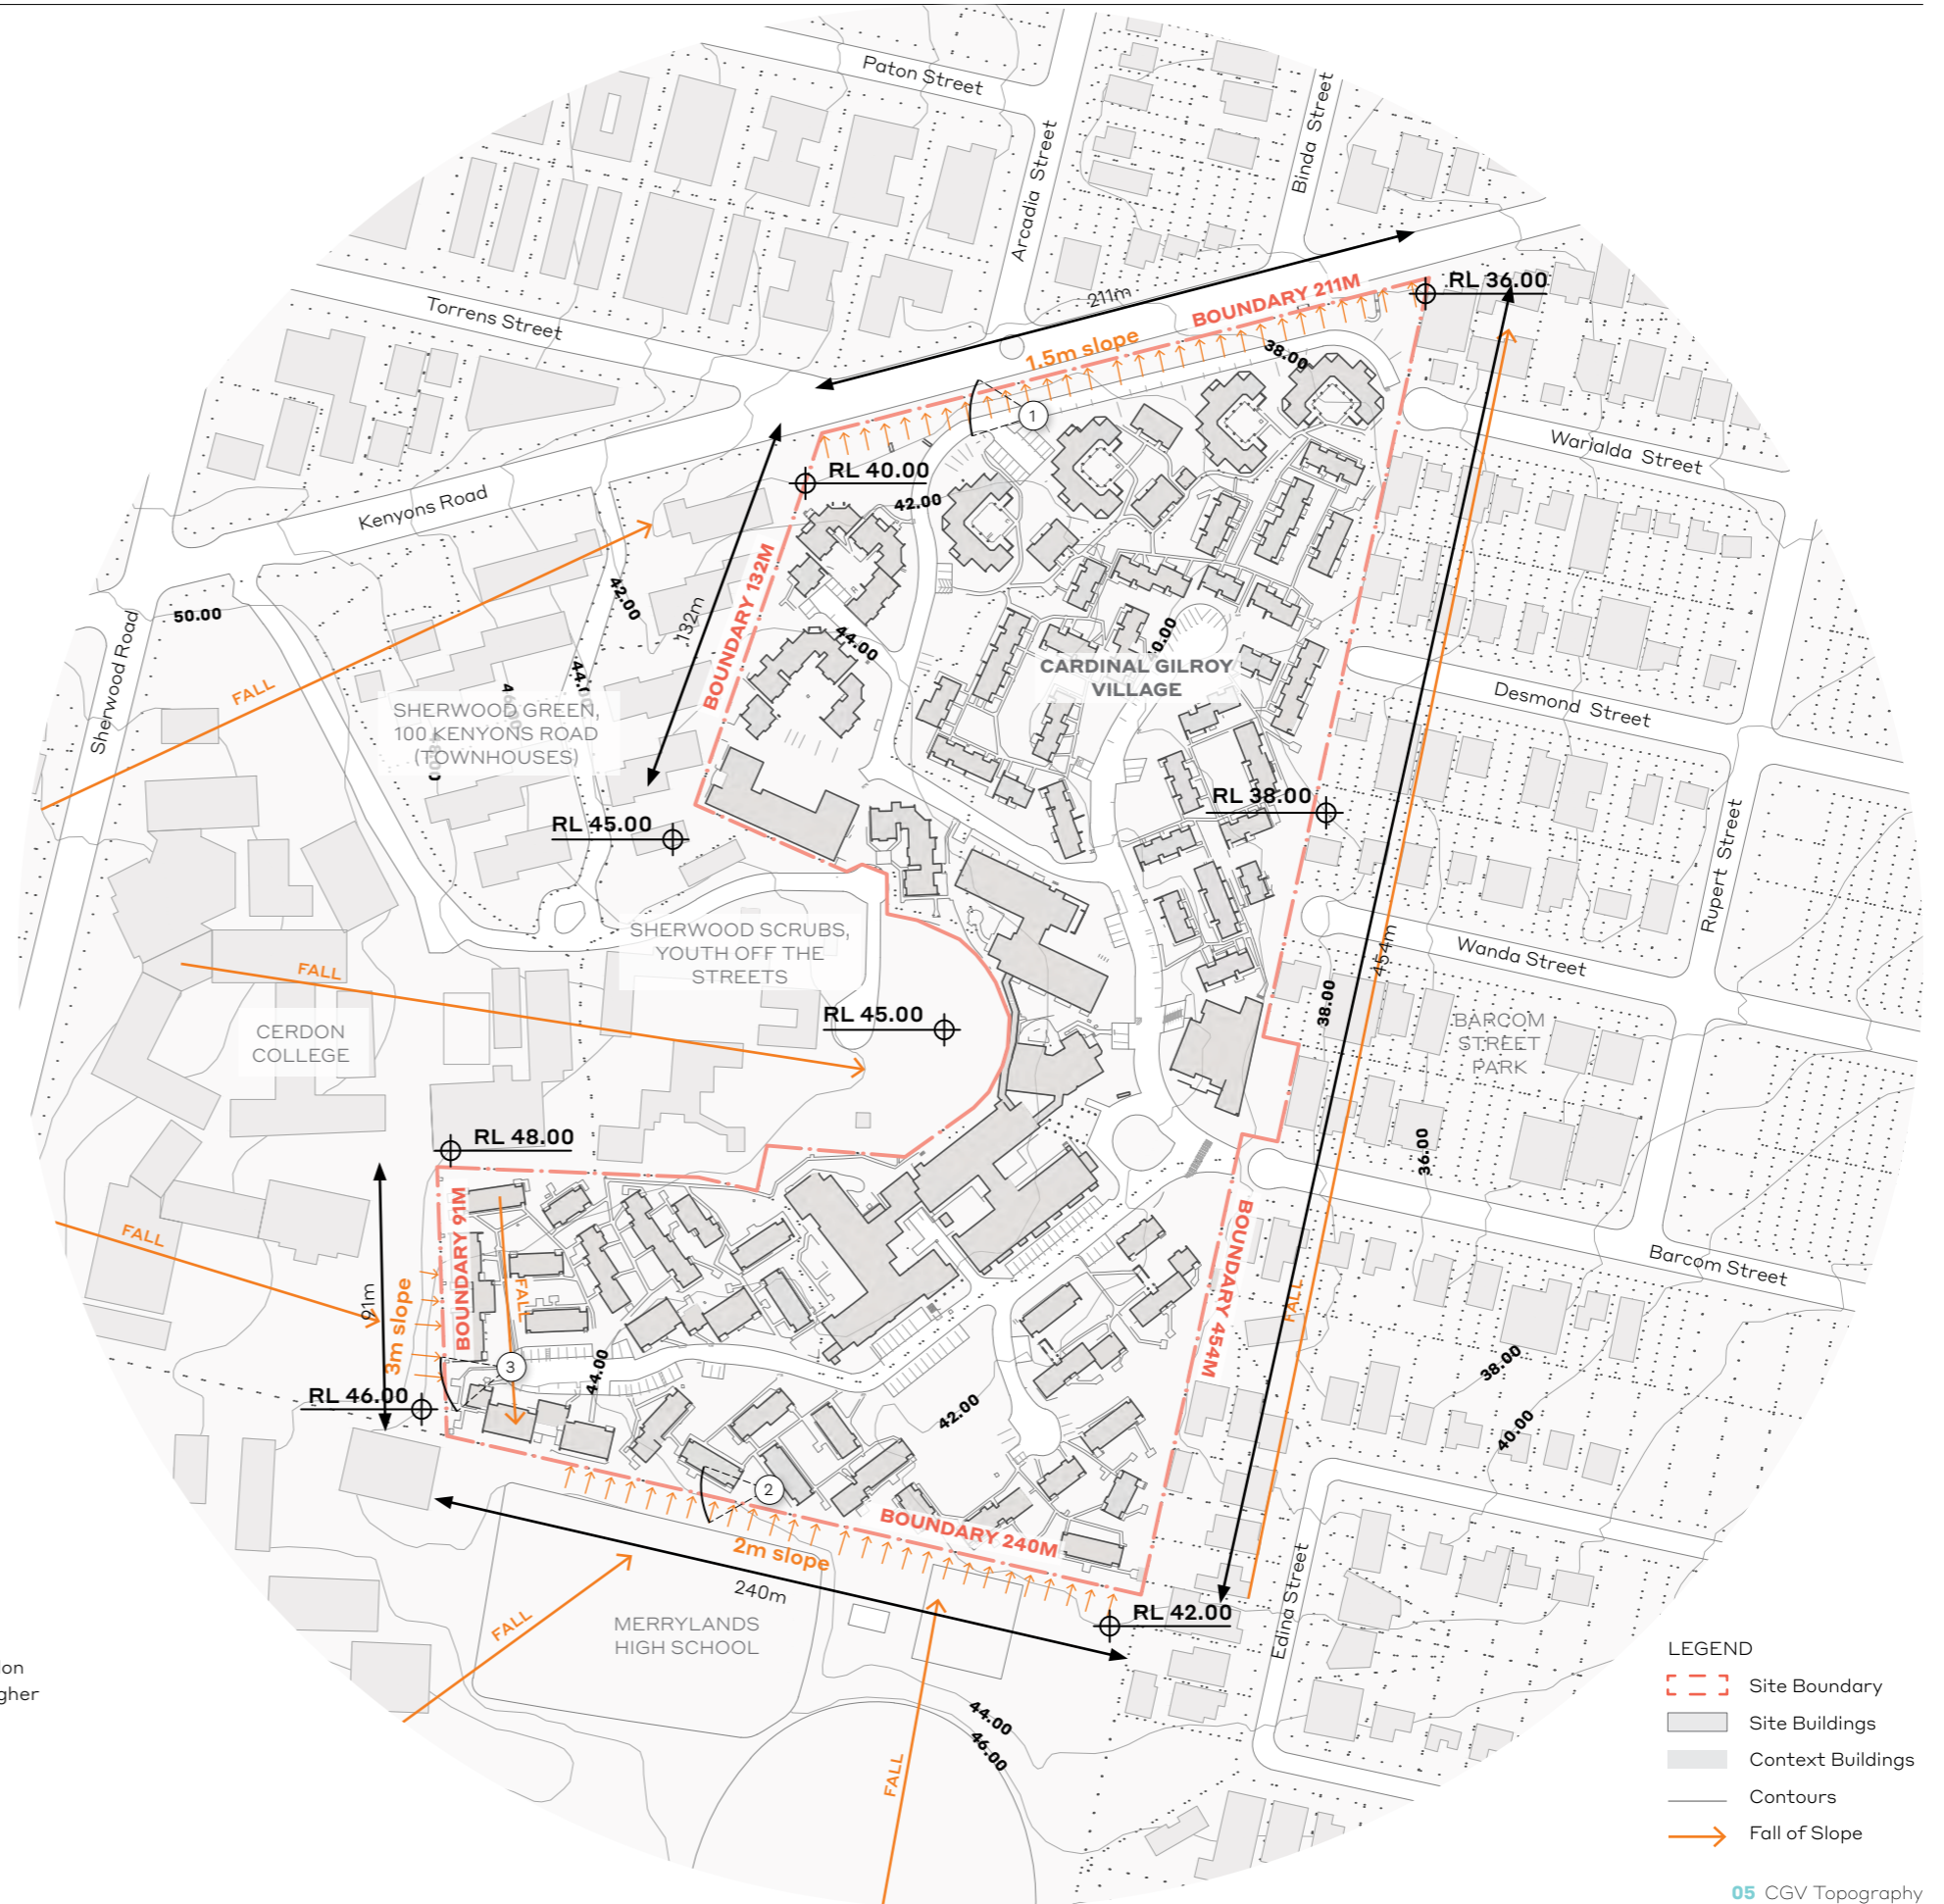 Paton Street
Arcadia Street
Binda Street
Torrens Street
211m
BOUNDARY 211M
RL 36.00
1.5m slope
38.00
1
Warialda Street
RL 40.00
42.00
Kenyons Road
BOUNDARY 132M
132m
42.00
50.00
Sherwood Road
FALL
44.00
44.0
SHERWOOD GREEN,
100 KENYONS ROAD
(TOWNHOUSES)
CARDINAL GILROY
VILLAGE
0.00
Desmond Street
RL 38.00
RL 45.00
Rupert Street
SHERWOOD SCRUBS,
YOUTH OFF THE
STREETS
454m
Wanda Street
FALL
CERDON
COLLEGE
RL 45.00
38.00
BARCOM
STREET
PARK
36.00
RL 48.00
BOUNDARY 91M
FALL
91m
3m slope
FALL
BOUNDARY 454M
FALL
Barcom Street
3
44.00
RL 46.00
42.00
38.00
40.00
2
BOUNDARY 240M
2m slope
240m
FALL
MERRYLANDS
HIGH SCHOOL
RL 42.00
Edina Street
44.00
46.00
FALL
lon
gher
LEGEND
Site Boundary
Site Buildings
Context Buildings
Contours
Fall of Slope
05 CGV Topography